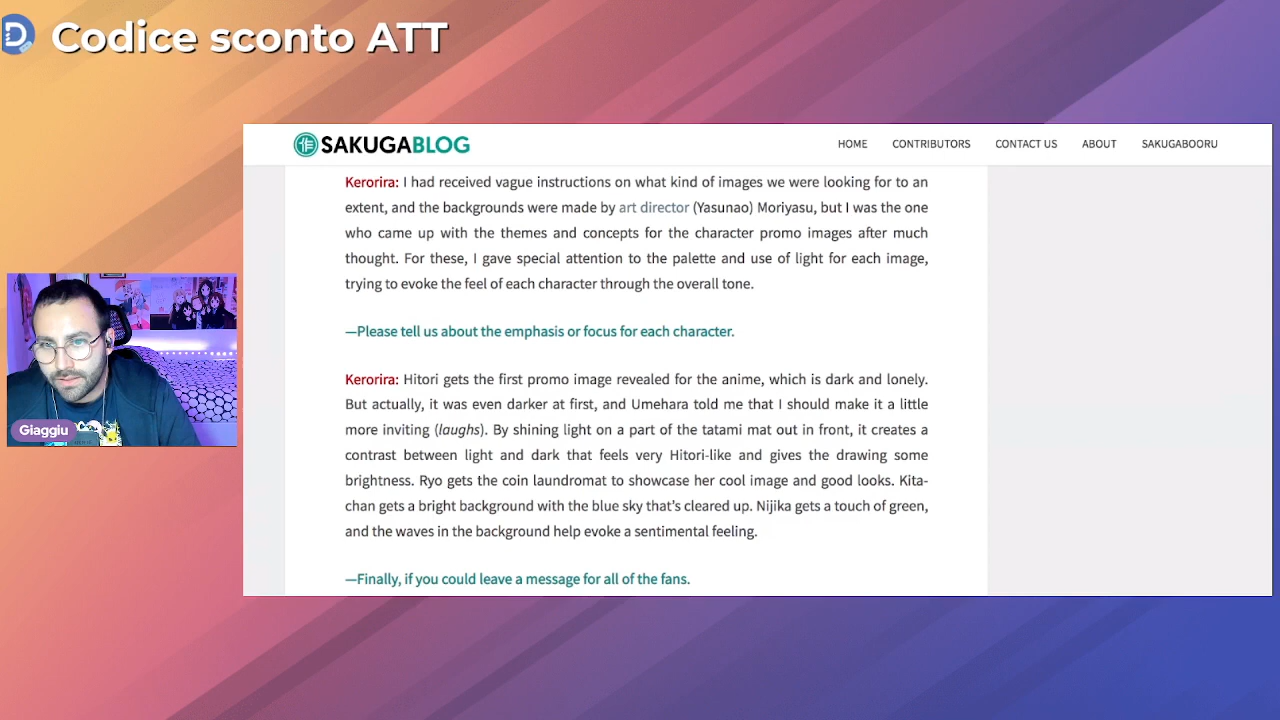 Codice sconto ATT
SAKUGABLOG
HOME CONTRIBUTORS CONTACT US ABOUT SAKUGABOORU
Kerorira: I had received vague instructions on what kind of images we were looking for to an
extent, and the backgrounds were made by art director (Yasunao) Moriyasu, but I was the one
who came up with the themes and concepts for the character promo images after much
thought. For these, I gave special attention to the palette and use of light for each image,
trying to evoke the feel of each character through the overall tone.
—Please tell us about the emphasis or focus for each character.
Kerorira: Hitori gets the first promo image revealed for the anime, which is dark and lonely.
But actually, it was even darker at first, and Umehara told me that I should make it a little
more inviting (laughs). By shining light on a part of the tatami mat out in front, it creates a
contrast between light and dark that feels very Hitori-like and gives the drawing some
brightness. Ryo gets the coin laundromat to showcase her cool image and good looks. Kita-
chan gets a bright background with the blue sky that's cleared up. Nijika gets a touch of green,
and the waves in the background help evoke a sentimental feeling.
—Finally, if you could leave a message for all of the fans.
Giaggiu